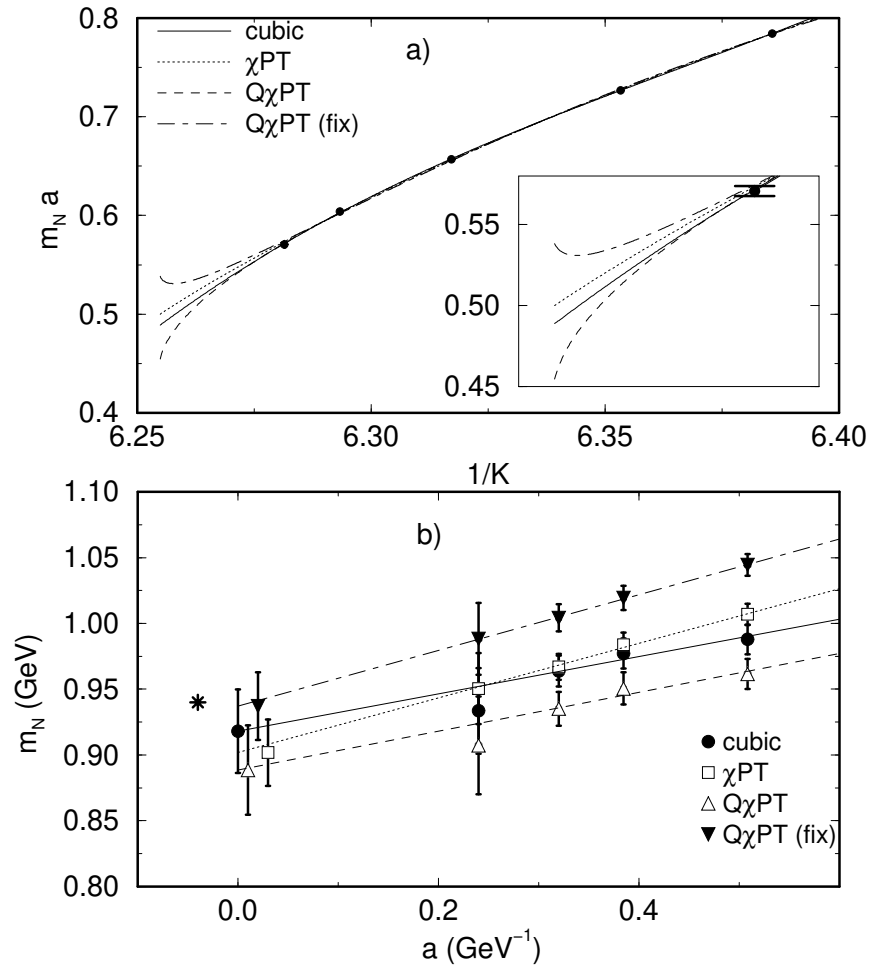 0.8
cubic
a)
χPT
QχPT
0.7
QχPT (fix)
m_N a
0.6
0.55
0.5
0.50
0.45
0.4
6.25 6.30 6.35 6.40
1/K
1.10
b)
1.05
1.00
m_N (GeV)
0.95
0.90
cubic
χPT
0.85
QχPT
QχPT (fix)
0.80
0.0 0.2 0.4
a (GeV⁻¹)